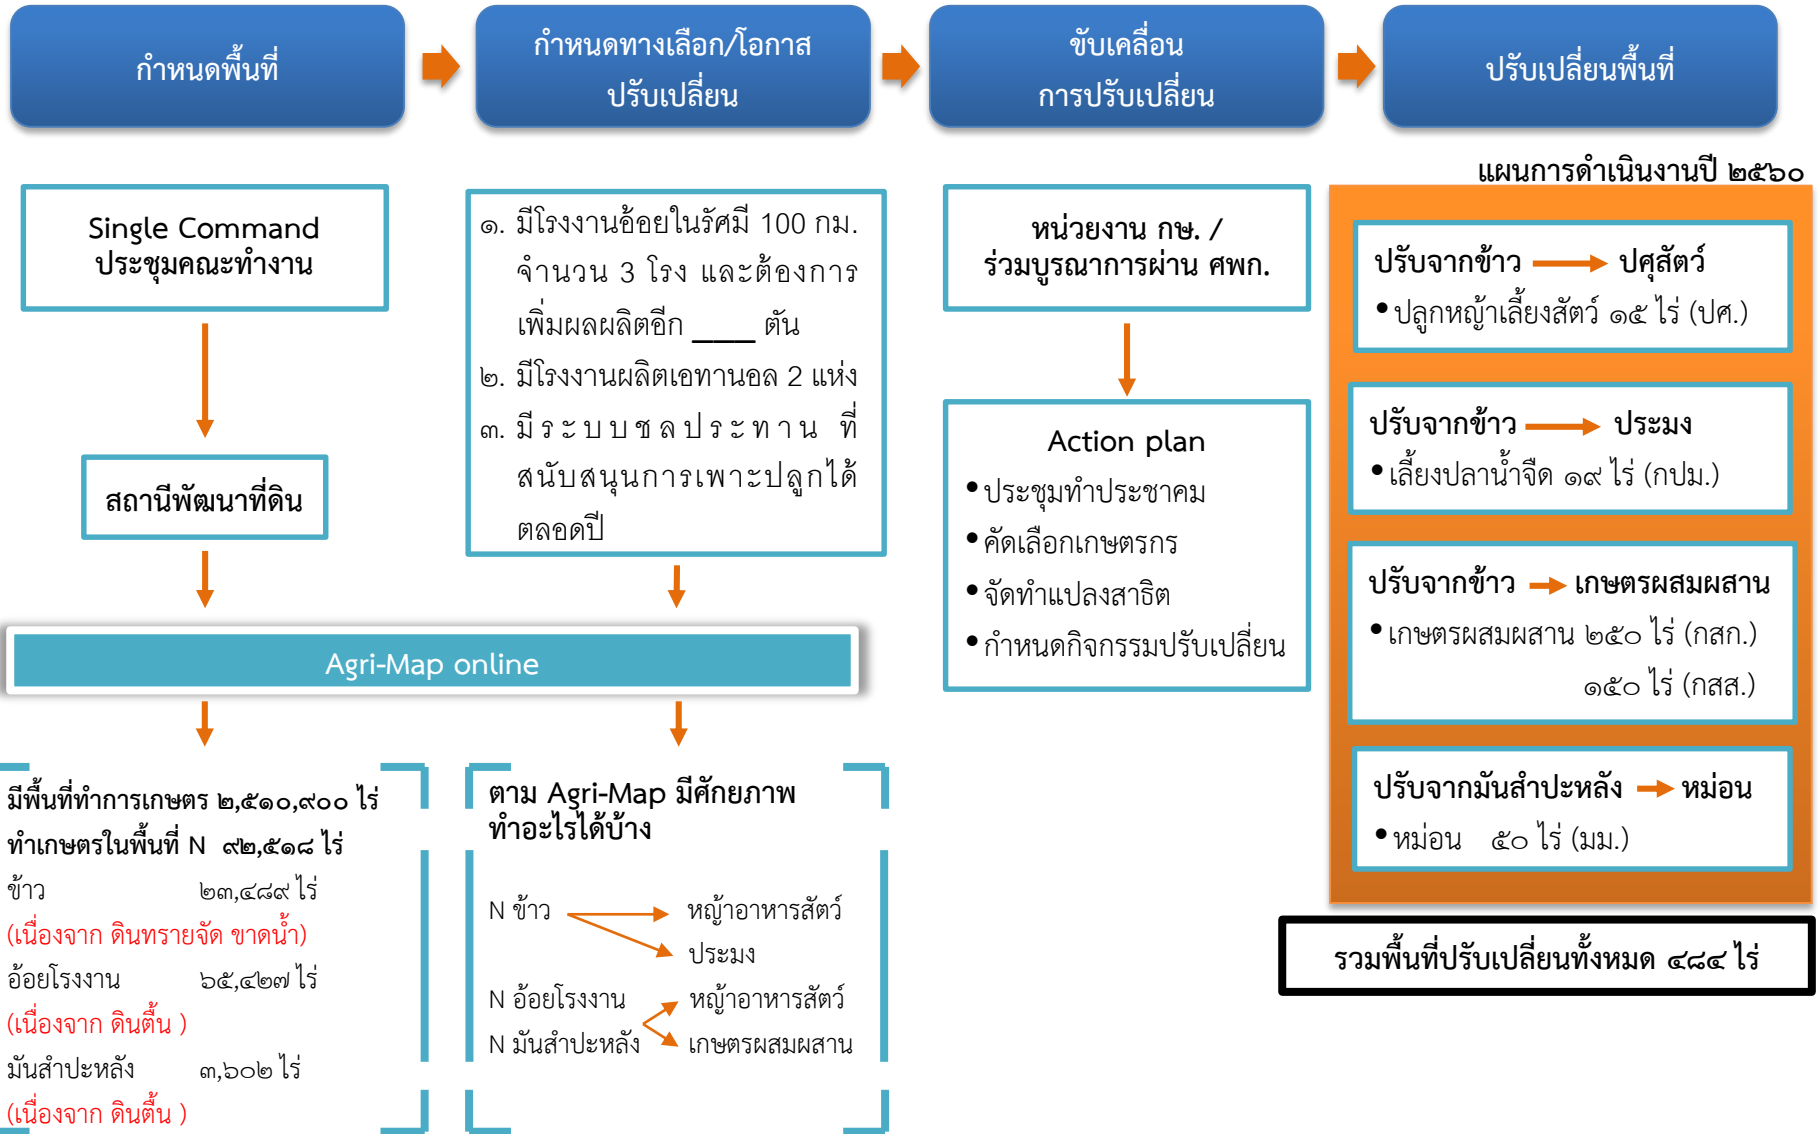 กำหนดพื้นที่
กำหนดทางเลือก/โอกาส
ปรับเปลี่ยน
ขับเคลื่อน
การปรับเปลี่ยน
ปรับเปลี่ยนพื้นที่
Single Command
ประชุมคณะทำงาน
สถานีพัฒนาที่ดิน
๑. มีโรงงานอ้อยในรัศมี 100 กม.
จำนวน 3 โรง และต้องการ
เพิ่มผลผลิตอีก ____ ตัน
๒. มีโรงงานผลิตเอทานอล 2 แห่ง
๓. มีระบบชลประทาน ที่
สนับสนุนการเพาะปลูกได้
ตลอดปี
Agri-Map online
มีพื้นที่ทำการเกษตร ๒,๕๑๐,๙๐๐ ไร่
ทำเกษตรในพื้นที่ N ๙๒,๕๑๘ ไร่
ข้าว ๒๓,๔๘๙ ไร่
(เนื่องจาก ดินทรายจัด ขาดน้ำ)
อ้อยโรงงาน ๖๕,๔๒๗ ไร่
(เนื่องจาก ดินตื้น )
มันสำปะหลัง ๓,๖๐๒ ไร่
(เนื่องจาก ดินตื้น )
ตาม Agri-Map มีศักยภาพ
ทำอะไรได้บ้าง
N ข้าว หญ้าอาหารสัตว์
ประมง
N อ้อยโรงงาน หญ้าอาหารสัตว์
N มันสำปะหลัง เกษตรผสมผสาน
หน่วยงาน กษ. /
ร่วมบูรณาการผ่าน ศพก.
Action plan
•ประชุมทำประชาคม
•คัดเลือกเกษตรกร
•จัดทำแปลงสาธิต
•กำหนดกิจกรรมปรับเปลี่ยน
แผนการดำเนินงานปี ๒๕๖๐
ปรับจากข้าว ปศุสัตว์
•ปลูกหญ้าเลี้ยงสัตว์ ๑๕ ไร่ (ปศ.)
ปรับจากข้าว ประมง
•เลี้ยงปลาน้ำจืด ๑๙ ไร่ (กปม.)
ปรับจากข้าว เกษตรผสมผสาน
•เกษตรผสมผสาน ๒๕๐ ไร่ (กสก.)
๑๕๐ ไร่ (กสส.)
ปรับจากมันสำปะหลัง หม่อน
•หม่อน ๕๐ ไร่ (มม.)
รวมพื้นที่ปรับเปลี่ยนทั้งหมด ๔๘๔ ไร่